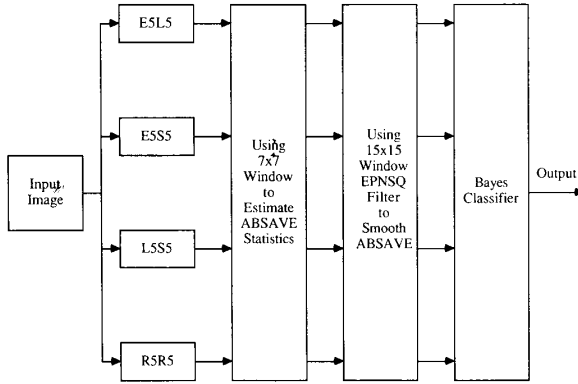 E5L5
E5S5
Input
Image
L5S5
R5R5
Using
7x7
Window
to
Estimate
ABSAVE
Statistics
Using
15x15
Window
EPNSQ
Filter
to
Smooth
ABSAVE
Bayes
Classifier
Output